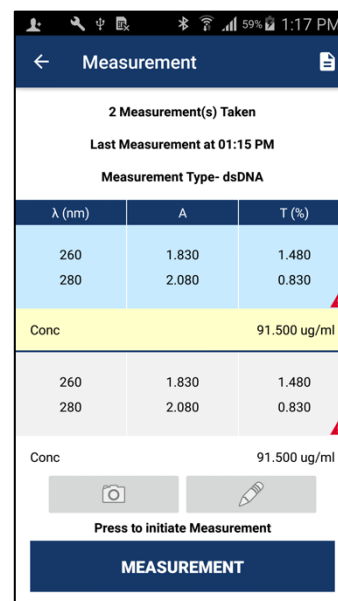 59% 1:17 PM
Measurement
2 Measurement(s) Taken
Last Measurement at 01:15 PM
Measurement Type- dsDNA
λ (nm) A T (%)
260 1.830 1.480
280 2.080 0.830
Conc 91.500 ug/ml
260 1.830 1.480
280 2.080 0.830
Conc 91.500 ug/ml
Press to initiate Measurement
MEASUREMENT